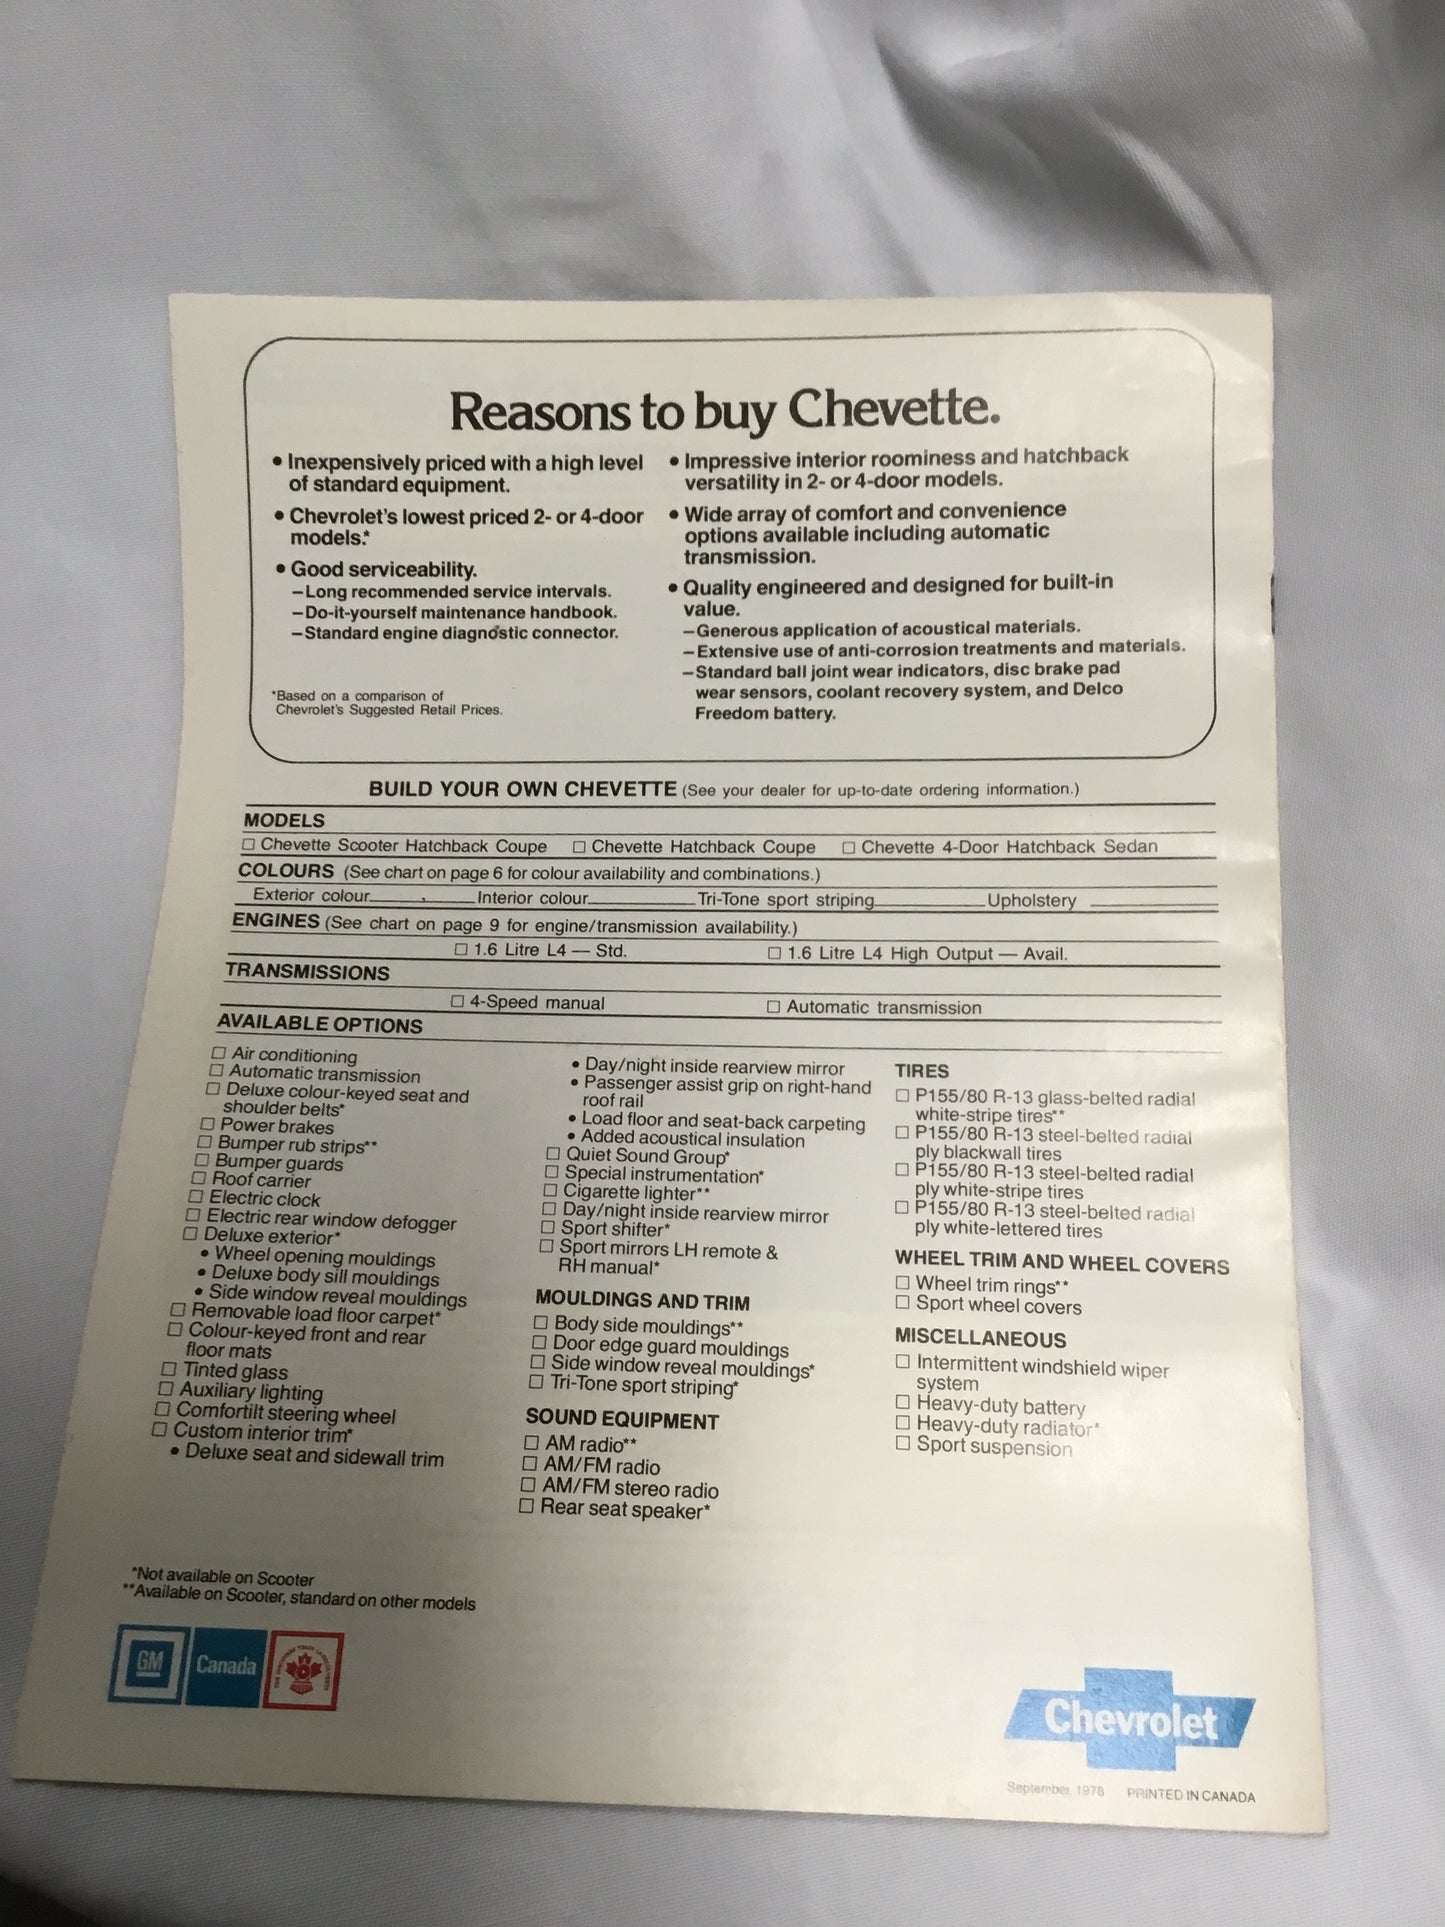 Reasons to buy Chevette.
• Inexpensively priced with a high level
of standard equipment.
• Chevrolet's lowest priced 2- or 4-door
models.*
• Good serviceability.
–Long recommended service intervals.
–Do-it-yourself maintenance handbook.
–Standard engine diagnostic connector.
*Based on a comparison of
Chevrolet's Suggested Retail Prices.
• Impressive interior roominess and hatchback
versatility in 2- or 4-door models.
• Wide array of comfort and convenience
options available including automatic
transmission.
• Quality engineered and designed for built-in
value.
–Generous application of acoustical materials.
–Extensive use of anti-corrosion treatments and materials.
–Standard ball joint wear indicators, disc brake pad
wear sensors, coolant recovery system, and Delco
Freedom battery.
BUILD YOUR OWN CHEVETTE (See your dealer for up-to-date ordering information.)
MODELS
☐ Chevette Scooter Hatchback Coupe ☐ Chevette Hatchback Coupe ☐ Chevette 4-Door Hatchback Sedan
COLOURS (See chart on page 6 for colour availability and combinations.)
Exterior colour Interior colour Tri-Tone sport striping Upholstery
ENGINES (See chart on page 9 for engine/transmission availability.)
☐ 1.6 Litre L4 — Std. ☐ 1.6 Litre L4 High Output — Avail.
TRANSMISSIONS
☐ 4-Speed manual ☐ Automatic transmission
AVAILABLE OPTIONS
☐ Air conditioning
☐ Automatic transmission
☐ Deluxe colour-keyed seat and
shoulder belts*
☐ Power brakes
☐ Bumper rub strips**
☐ Bumper guards
☐ Roof carrier
☐ Electric clock
☐ Electric rear window defogger
☐ Deluxe exterior*
• Wheel opening mouldings
• Deluxe body sill mouldings
• Side window reveal mouldings
☐ Removable load floor carpet*
☐ Colour-keyed front and rear
floor mats
☐ Tinted glass
☐ Auxiliary lighting
☐ Comfortilt steering wheel
☐ Custom interior trim*
• Deluxe seat and sidewall trim
• Day/night inside rearview mirror
• Passenger assist grip on right-hand
roof rail
• Load floor and seat-back carpeting
• Added acoustical insulation
☐ Quiet Sound Group*
☐ Special instrumentation*
☐ Cigarette lighter**
☐ Day/night inside rearview mirror
☐ Sport shifter*
☐ Sport mirrors LH remote &
RH manual*
MOULDINGS AND TRIM
☐ Body side mouldings**
☐ Door edge guard mouldings
☐ Side window reveal mouldings*
☐ Tri-Tone sport striping*
SOUND EQUIPMENT
☐ AM radio**
☐ AM/FM radio
☐ AM/FM stereo radio
☐ Rear seat speaker*
TIRES
☐ P155/80 R-13 glass-belted radial
white-stripe tires**
☐ P155/80 R-13 steel-belted radial
ply blackwall tires
☐ P155/80 R-13 steel-belted radial
ply white-stripe tires
☐ P155/80 R-13 steel-belted radial
ply white-lettered tires
WHEEL TRIM AND WHEEL COVERS
☐ Wheel trim rings**
☐ Sport wheel covers
MISCELLANEOUS
☐ Intermittent windshield wiper
system
☐ Heavy-duty battery
☐ Heavy-duty radiator*
☐ Sport suspension
*Not available on Scooter
**Available on Scooter, standard on other models
GM Canada
Chevrolet
September, 1978 PRINTED IN CANADA